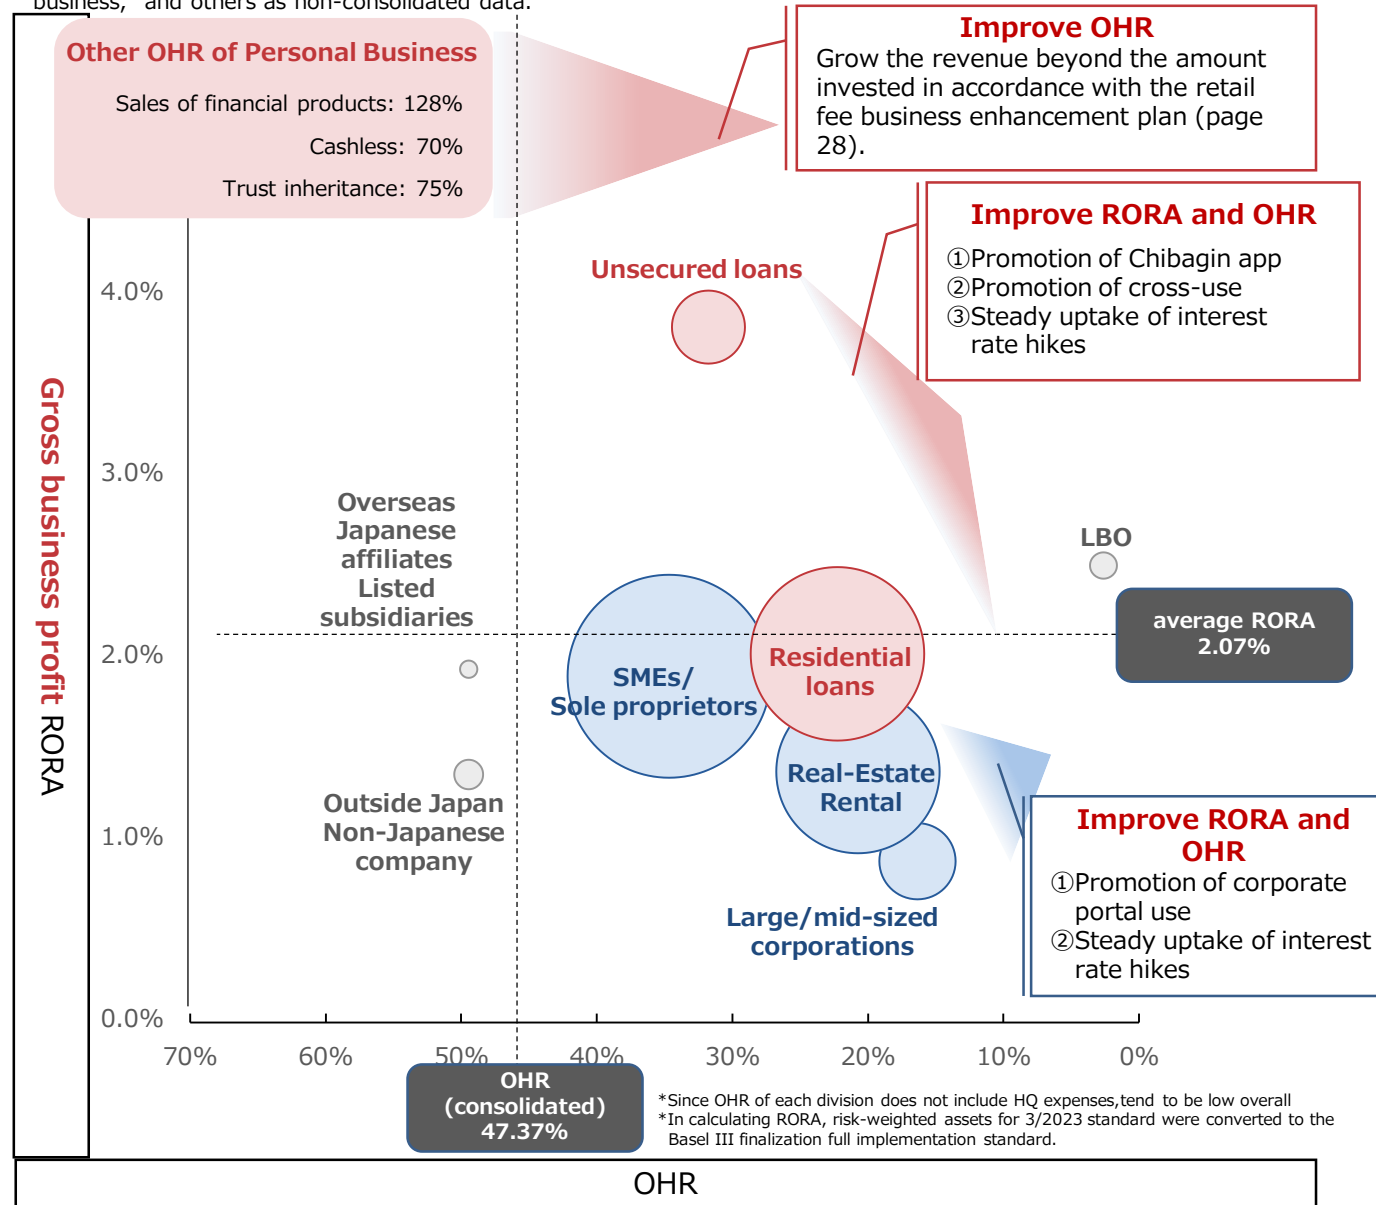 business," and others as non-consolidated data.
Other OHR of Personal Business
Sales of financial products: 128%
Cashless: 70%
Trust inheritance: 75%
Improve OHR
Grow the revenue beyond the amount
invested in accordance with the retail
fee business enhancement plan (page
28).
Improve RORA and OHR
①Promotion of Chibagin app
②Promotion of cross-use
③Steady uptake of interest
rate hikes
Unsecured loans
4.0%
3.0%
2.0%
1.0%
0.0%
Gross business profit RORA
Overseas
Japanese
affiliates
Listed
subsidiaries
LBO
average RORA
2.07%
SMEs/
Sole proprietors
Residential
loans
Real-Estate
Rental
Outside Japan
Non-Japanese
company
Large/mid-sized
corporations
Improve RORA and
OHR
①Promotion of corporate
portal use
②Steady uptake of interest
rate hikes
70%
60%
50%
40%
30%
20%
10%
0%
OHR
(consolidated)
47.37%
*Since OHR of each division does not include HQ expenses,tend to be low overall
*In calculating RORA, risk-weighted assets for 3/2023 standard were converted to the
Basel III finalization full implementation standard.
OHR